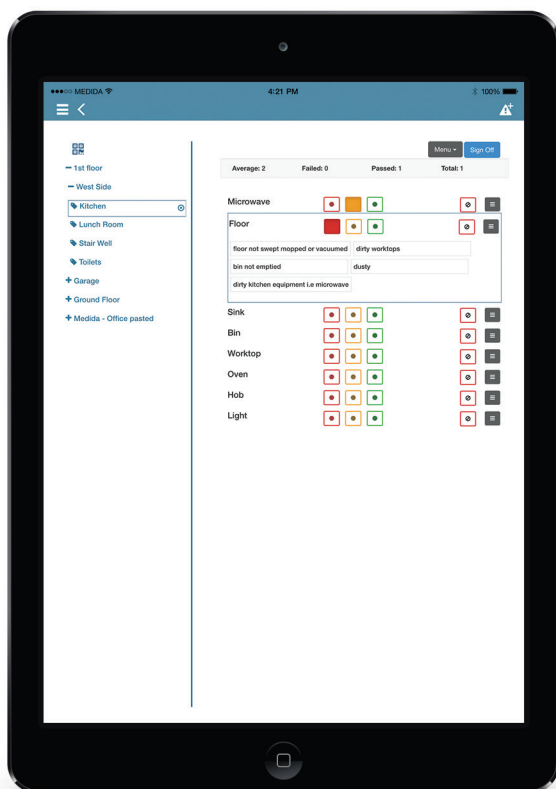 MEDIDA
4:21 PM
100%
Menu
Sign Off
1st floor
West Side
Kitchen
Lunch Room
Stair Well
Toilets
Garage
Ground Floor
Medida - Office pasted
Average: 2 Failed: 0 Passed: 1 Total: 1
Microwave
Floor
floor not swept mopped or vacuumed dirty worktops
bin not emptied dusty
dirty kitchen equipment i.e microwave
Sink
Bin
Worktop
Oven
Hob
Light